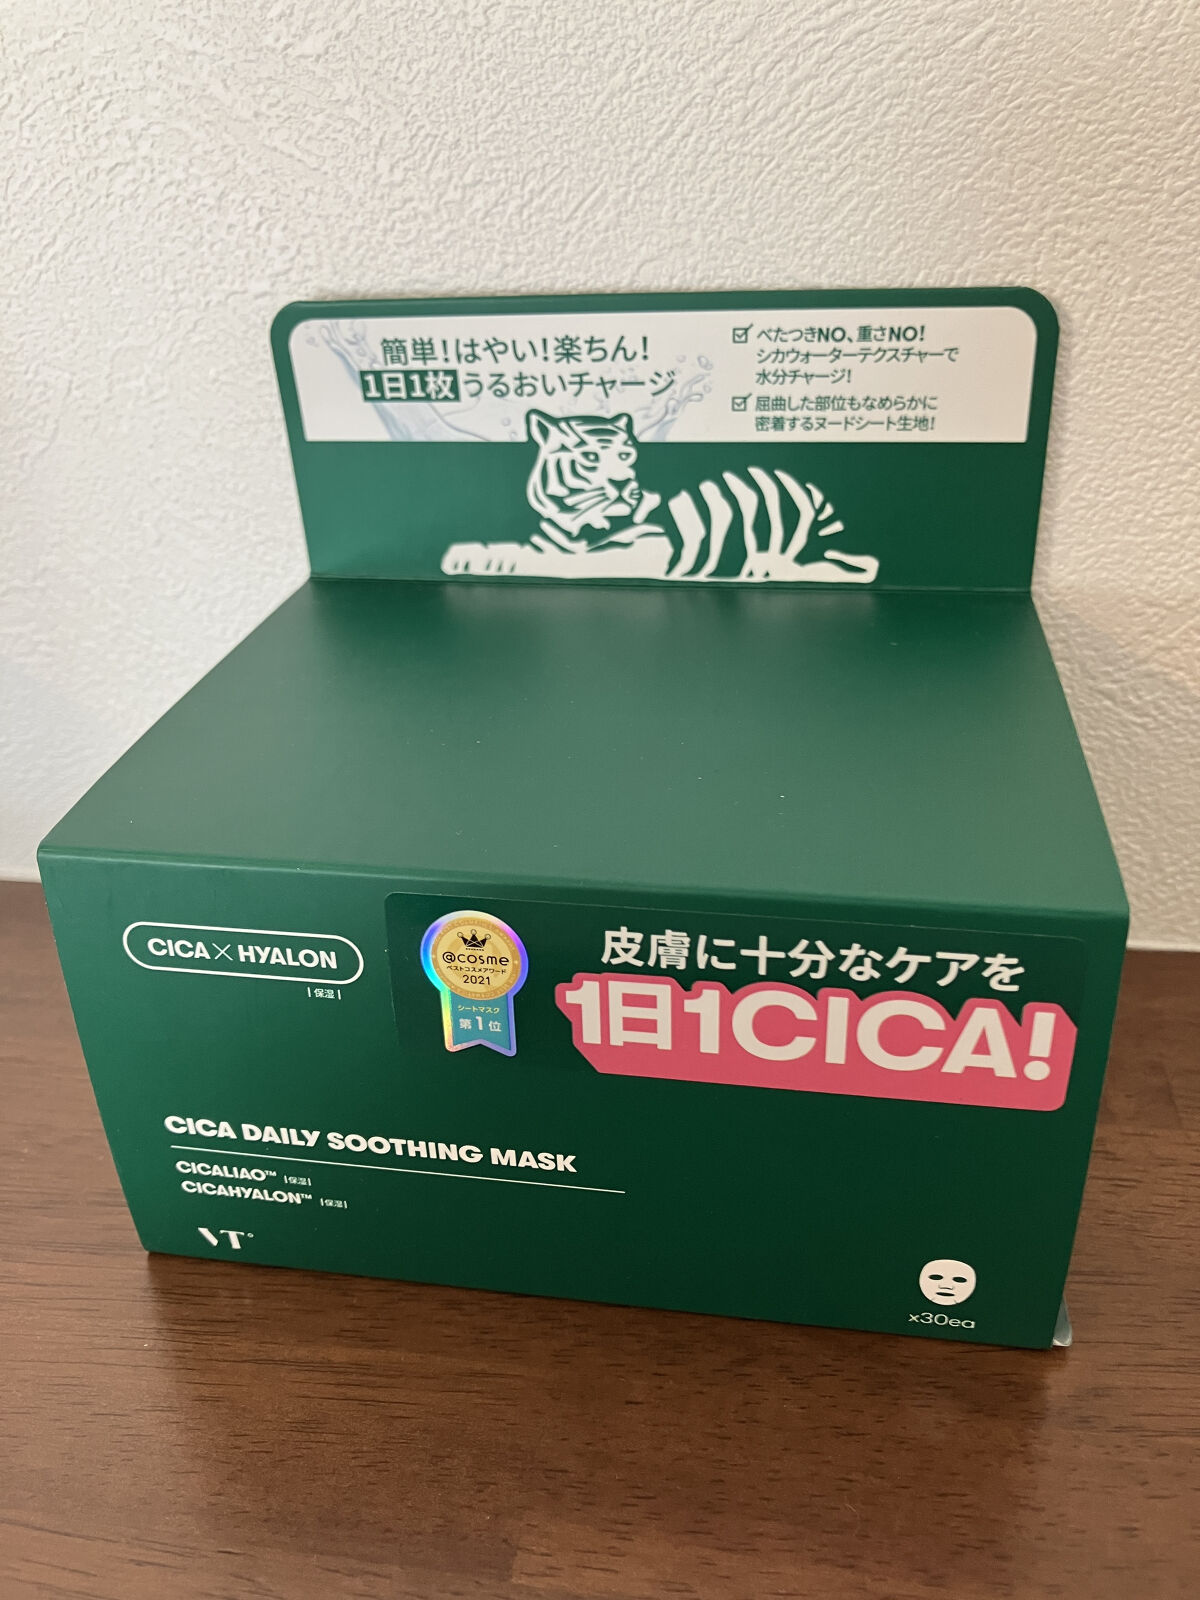 簡単！はやい！楽ちん！
1日1枚うるおいチャージ
べたつきNO、重さNO！
シカウォーターテクスチャーで
水分チャージ！
屈曲した部位もなめらかに
密着するヌードシート生地！
CICA×HYALON
|保湿|
@cosme
ベストコスメアワード
2021
シートマスク
第1位
皮膚に十分なケアを
1日1CICA!
CICA DAILY SOOTHING MASK
CICALIAO™ |保湿|
CICAHYALON™ |保湿|
VT°
x30ea